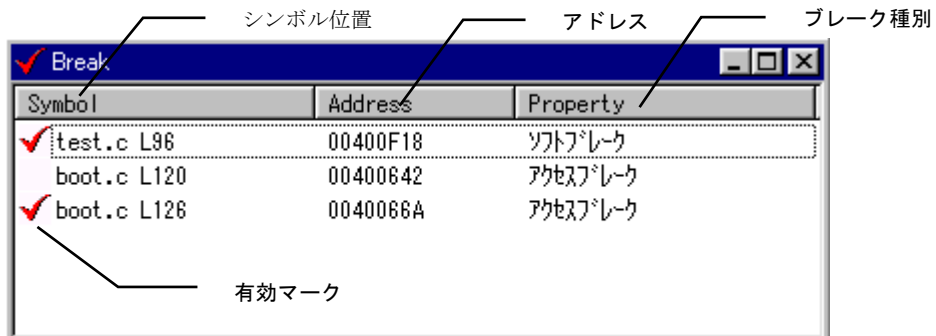 シンボル位置 アドレス ブレーク種別
Break
Symbol Address Property
test.c L96 00400F18 ｿﾌﾄﾌﾞﾚｰｸ
boot.c L120 00400642 ｱｸｾｽﾌﾞﾚｰｸ
boot.c L126 0040066A ｱｸｾｽﾌﾞﾚｰｸ
有効マーク